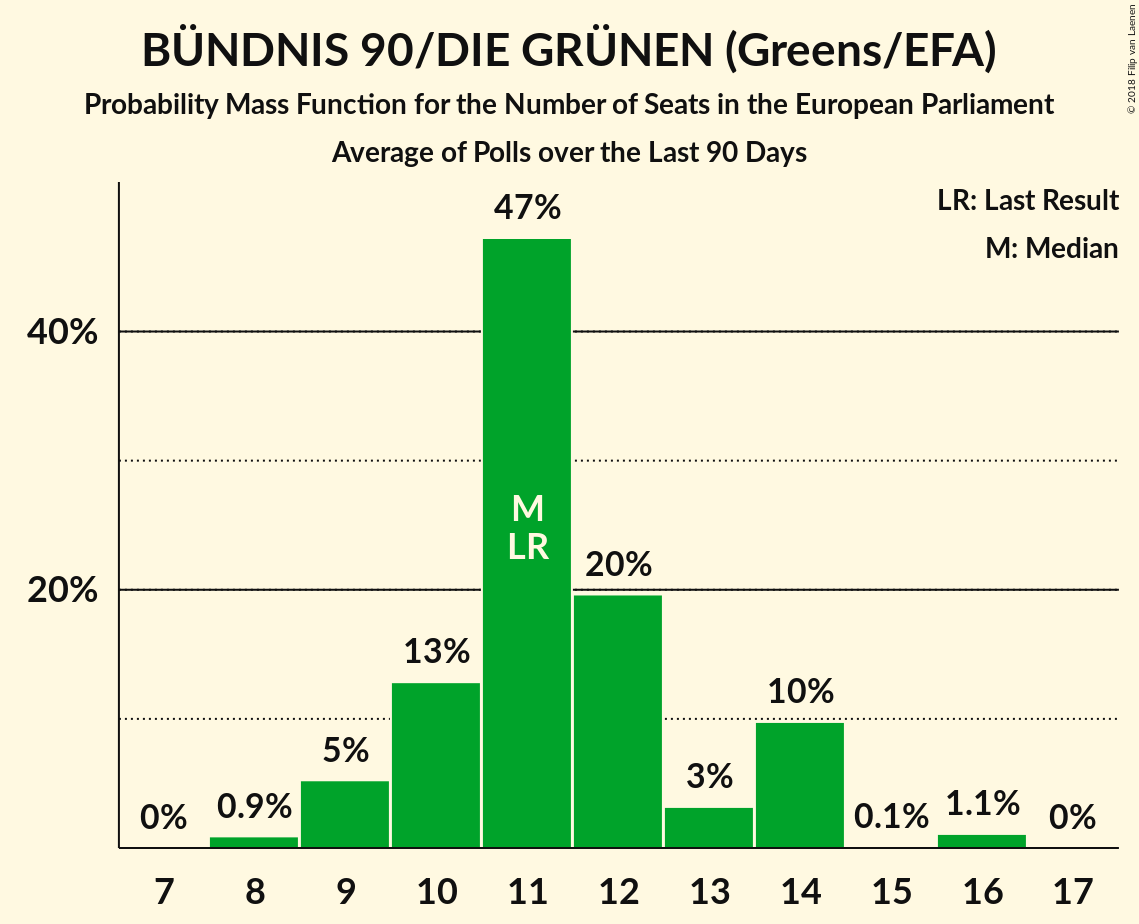 BÜNDNIS 90/DIE GRÜNEN (Greens/EFA)
Probability Mass Function for the Number of Seats in the European Parliament
Average of Polls over the Last 90 Days
© 2018 Filip van Laenen
LR: Last Result
M: Median
40%
20%
0%
0.9%
5%
13%
47%
20%
3%
10%
0.1%
1.1%
0%
M
LR
7 8 9 10 11 12 13 14 15 16 17